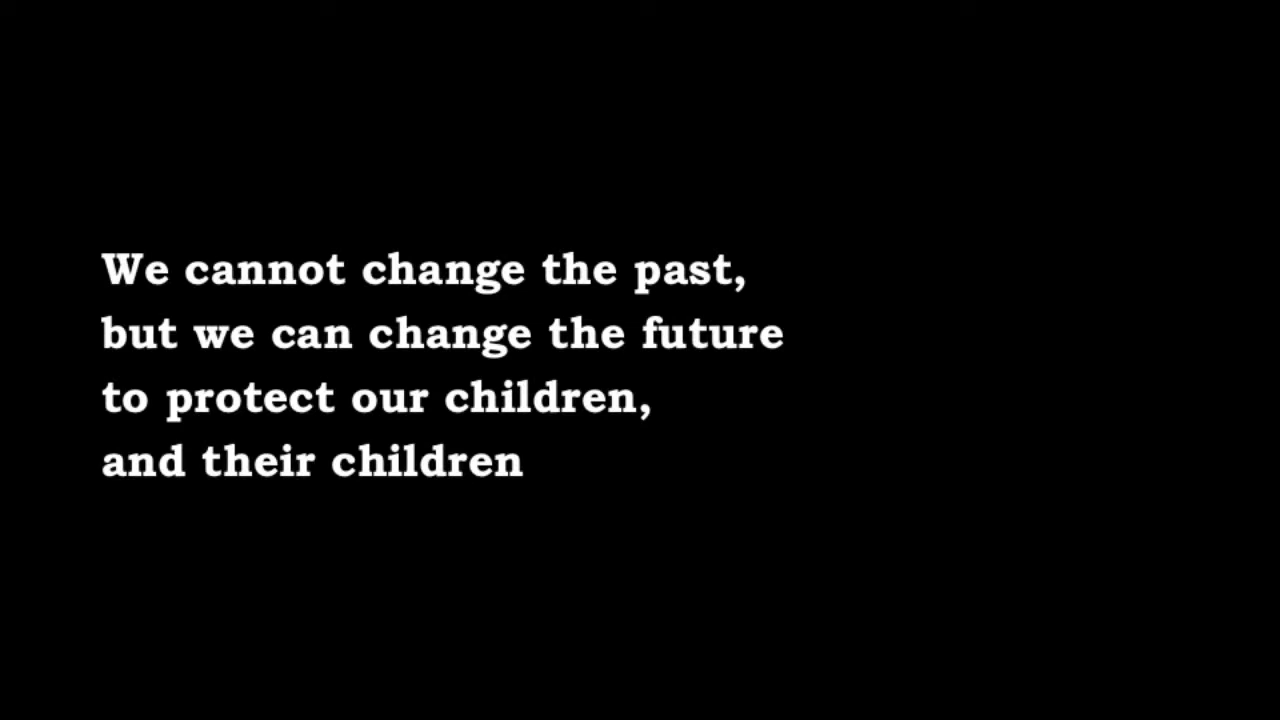 We cannot change the past,
but we can change the future
to protect our children,
and their children